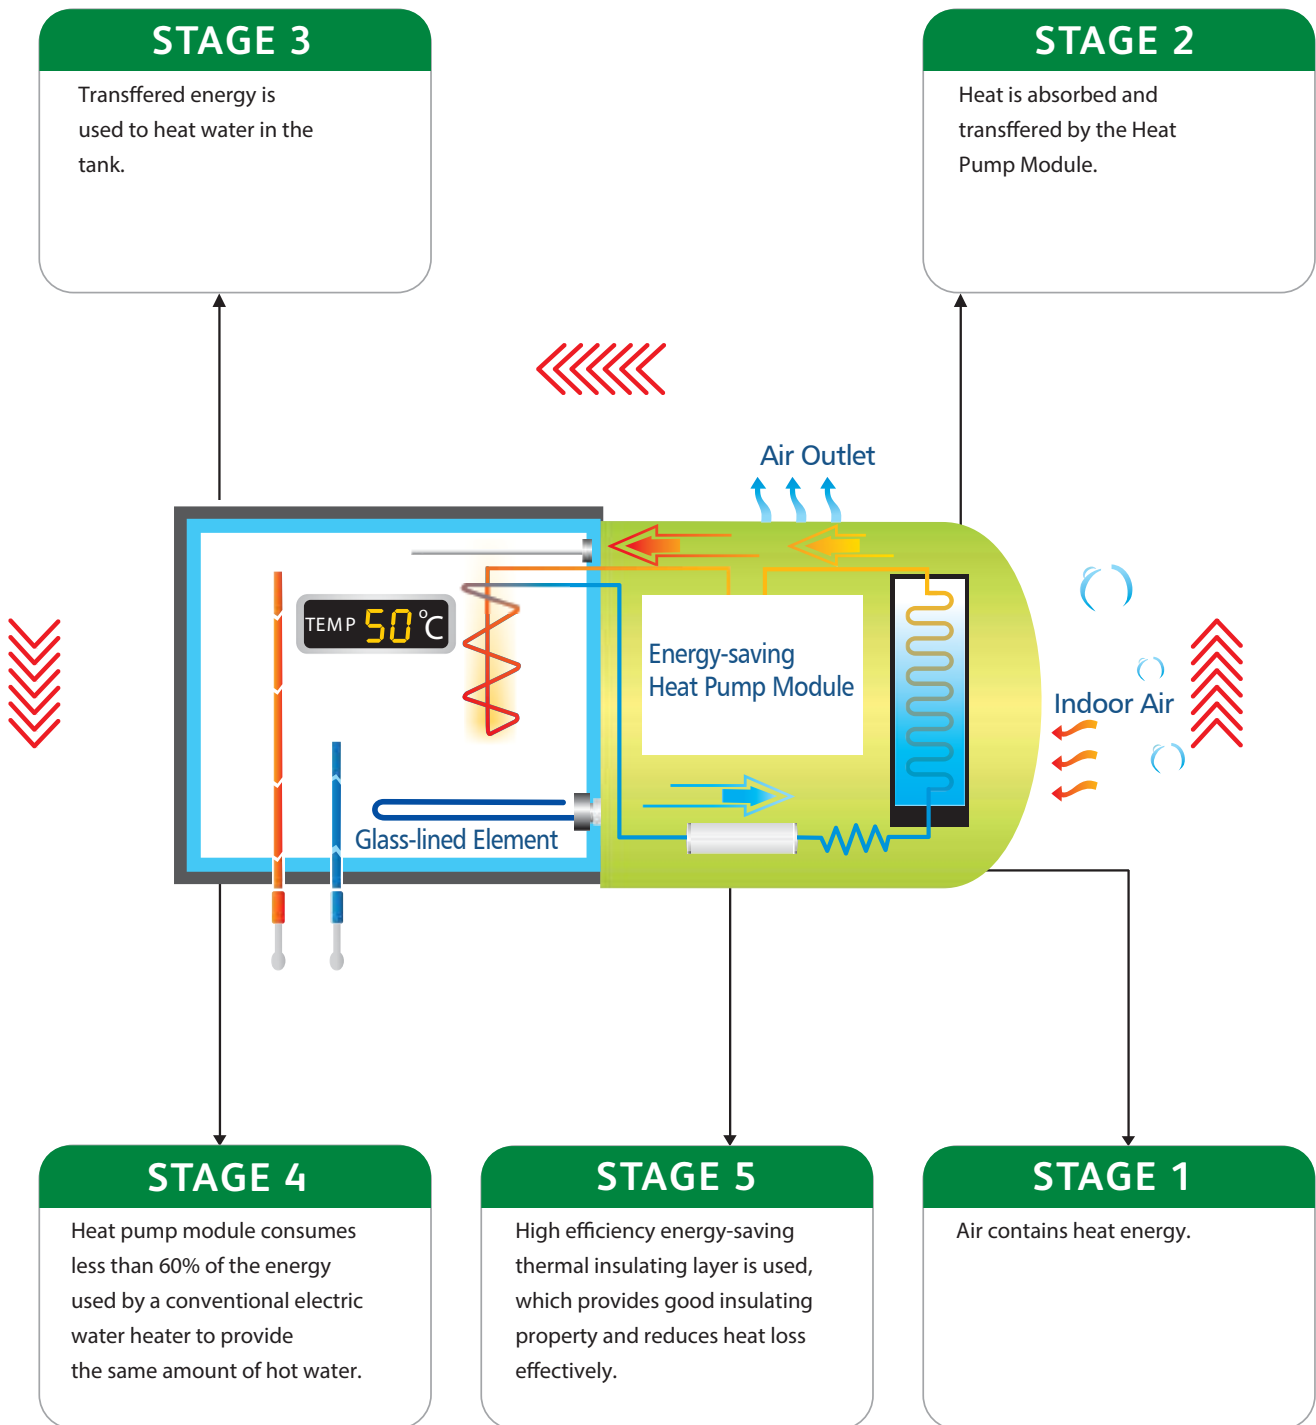 STAGE 3
Transffered energy is
used to heat water in the
tank.
STAGE 2
Heat is absorbed and
transffered by the Heat
Pump Module.
Air Outlet
TEMP 50 °C
Energy-saving
Heat Pump Module
Indoor Air
Glass-lined Element
STAGE 4
Heat pump module consumes
less than 60% of the energy
used by a conventional electric
water heater to provide
the same amount of hot water.
STAGE 5
High efficiency energy-saving
thermal insulating layer is used,
which provides good insulating
property and reduces heat loss
effectively.
STAGE 1
Air contains heat energy.